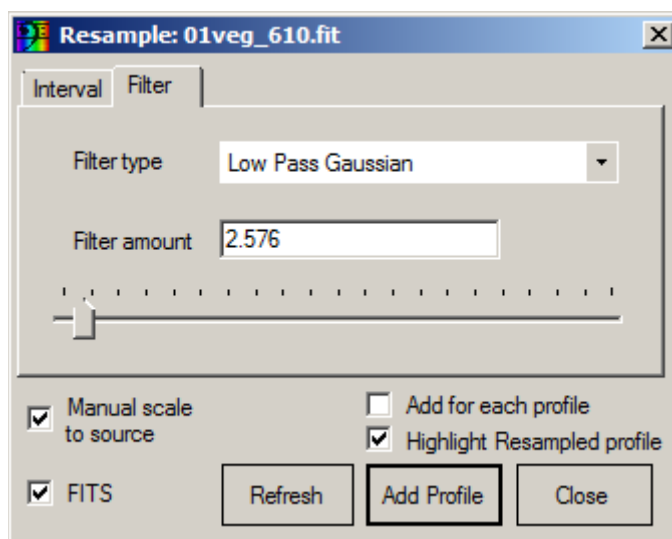 Resample: 01veg_610.fit
Interval Filter
Filter type Low Pass Gaussian
Filter amount 2.576
Manual scale
to source
Add for each profile
Highlight Resampled profile
FITS
Refresh Add Profile Close